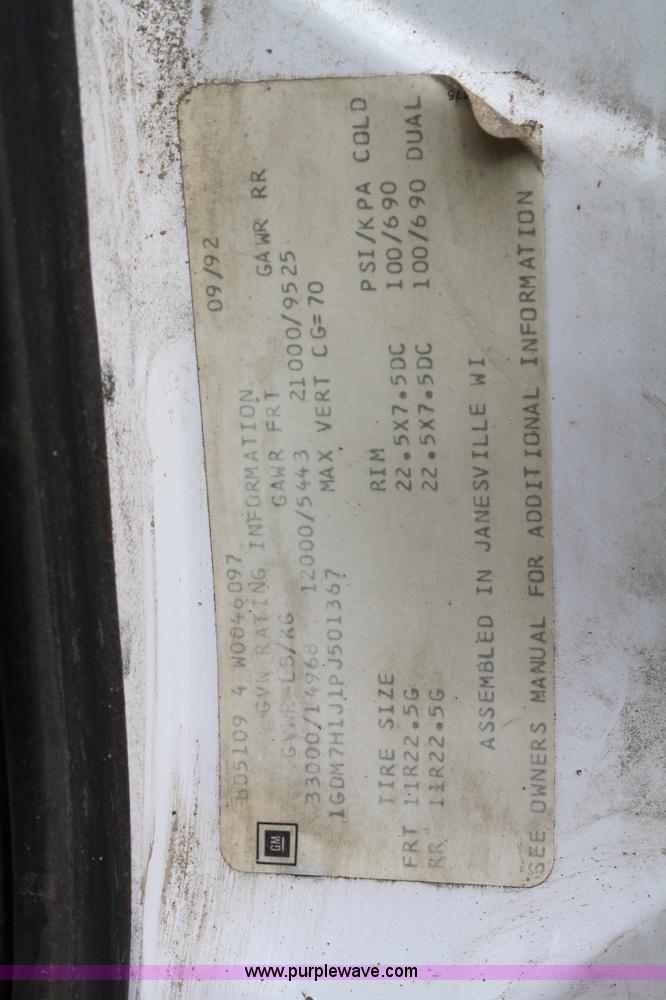 09/92
BD5109 4 W0046097
GVW RATING INFORMATION
GVWR-LB/KG GAWR FRT GAWR RR
33000/14968 12000/5443 21000/9525
1GDM7H1J1PJ501367 MAX VERT CG=70
TIRE SIZE RIM PSI/KPA COLD
FRT 11R22.5G 22.5X7.5DC 100/690
RR 11R22.5G 22.5X7.5DC 100/690 DUAL
ASSEMBLED IN JANESVILLE WI
SEE OWNERS MANUAL FOR ADDITIONAL INFORMATION
GM
www.purplewave.com